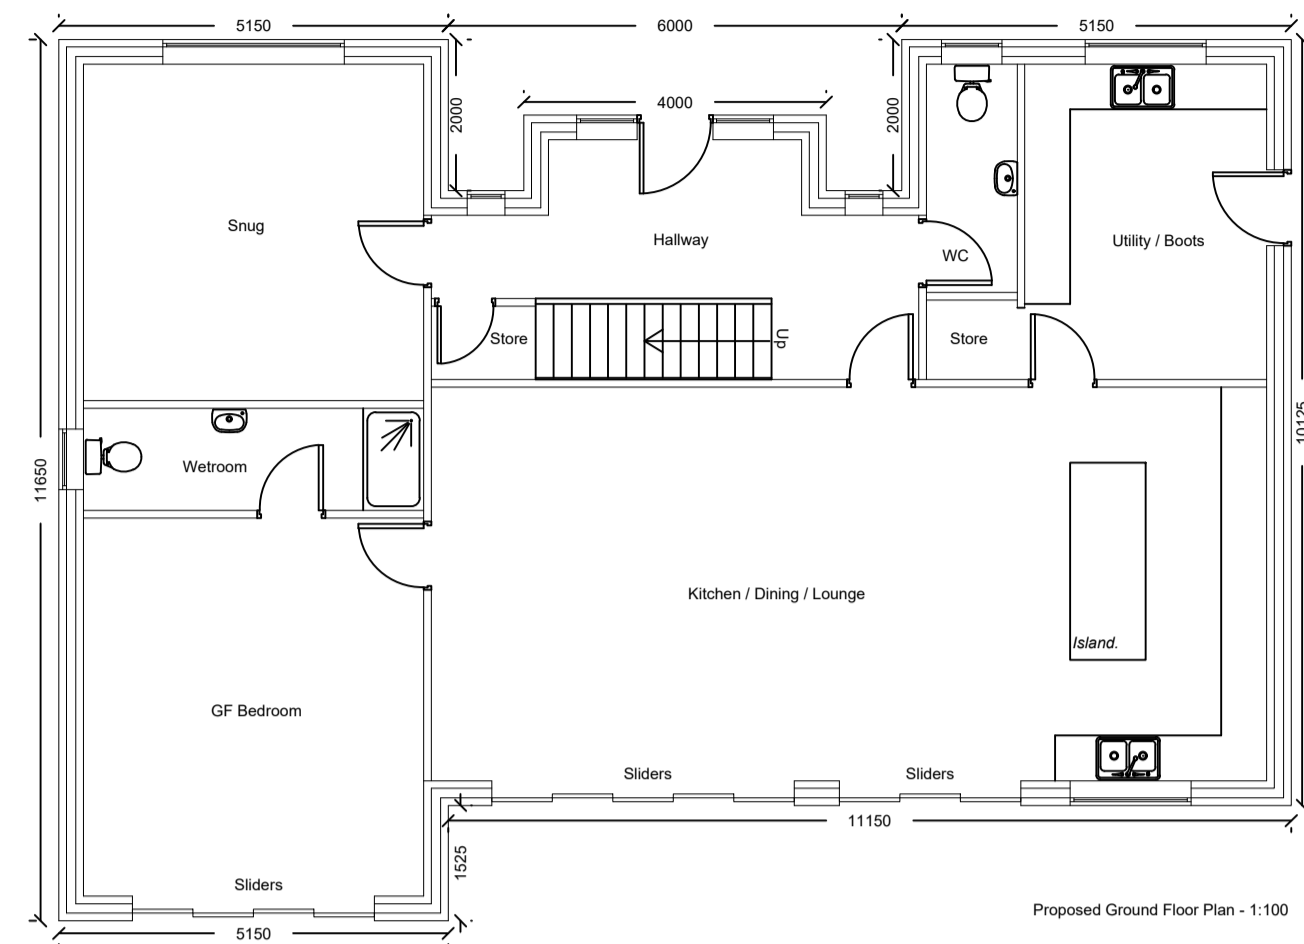 5150
6000
5150
4000
2000
2000
Snug
Hallway
WC
Utility / Boots
Store
Up
Store
10125
11650
Wetroom
Kitchen / Dining / Lounge
Island.
GF Bedroom
Sliders
Sliders
11150
1525
Sliders
5150
Proposed Ground Floor Plan - 1:100